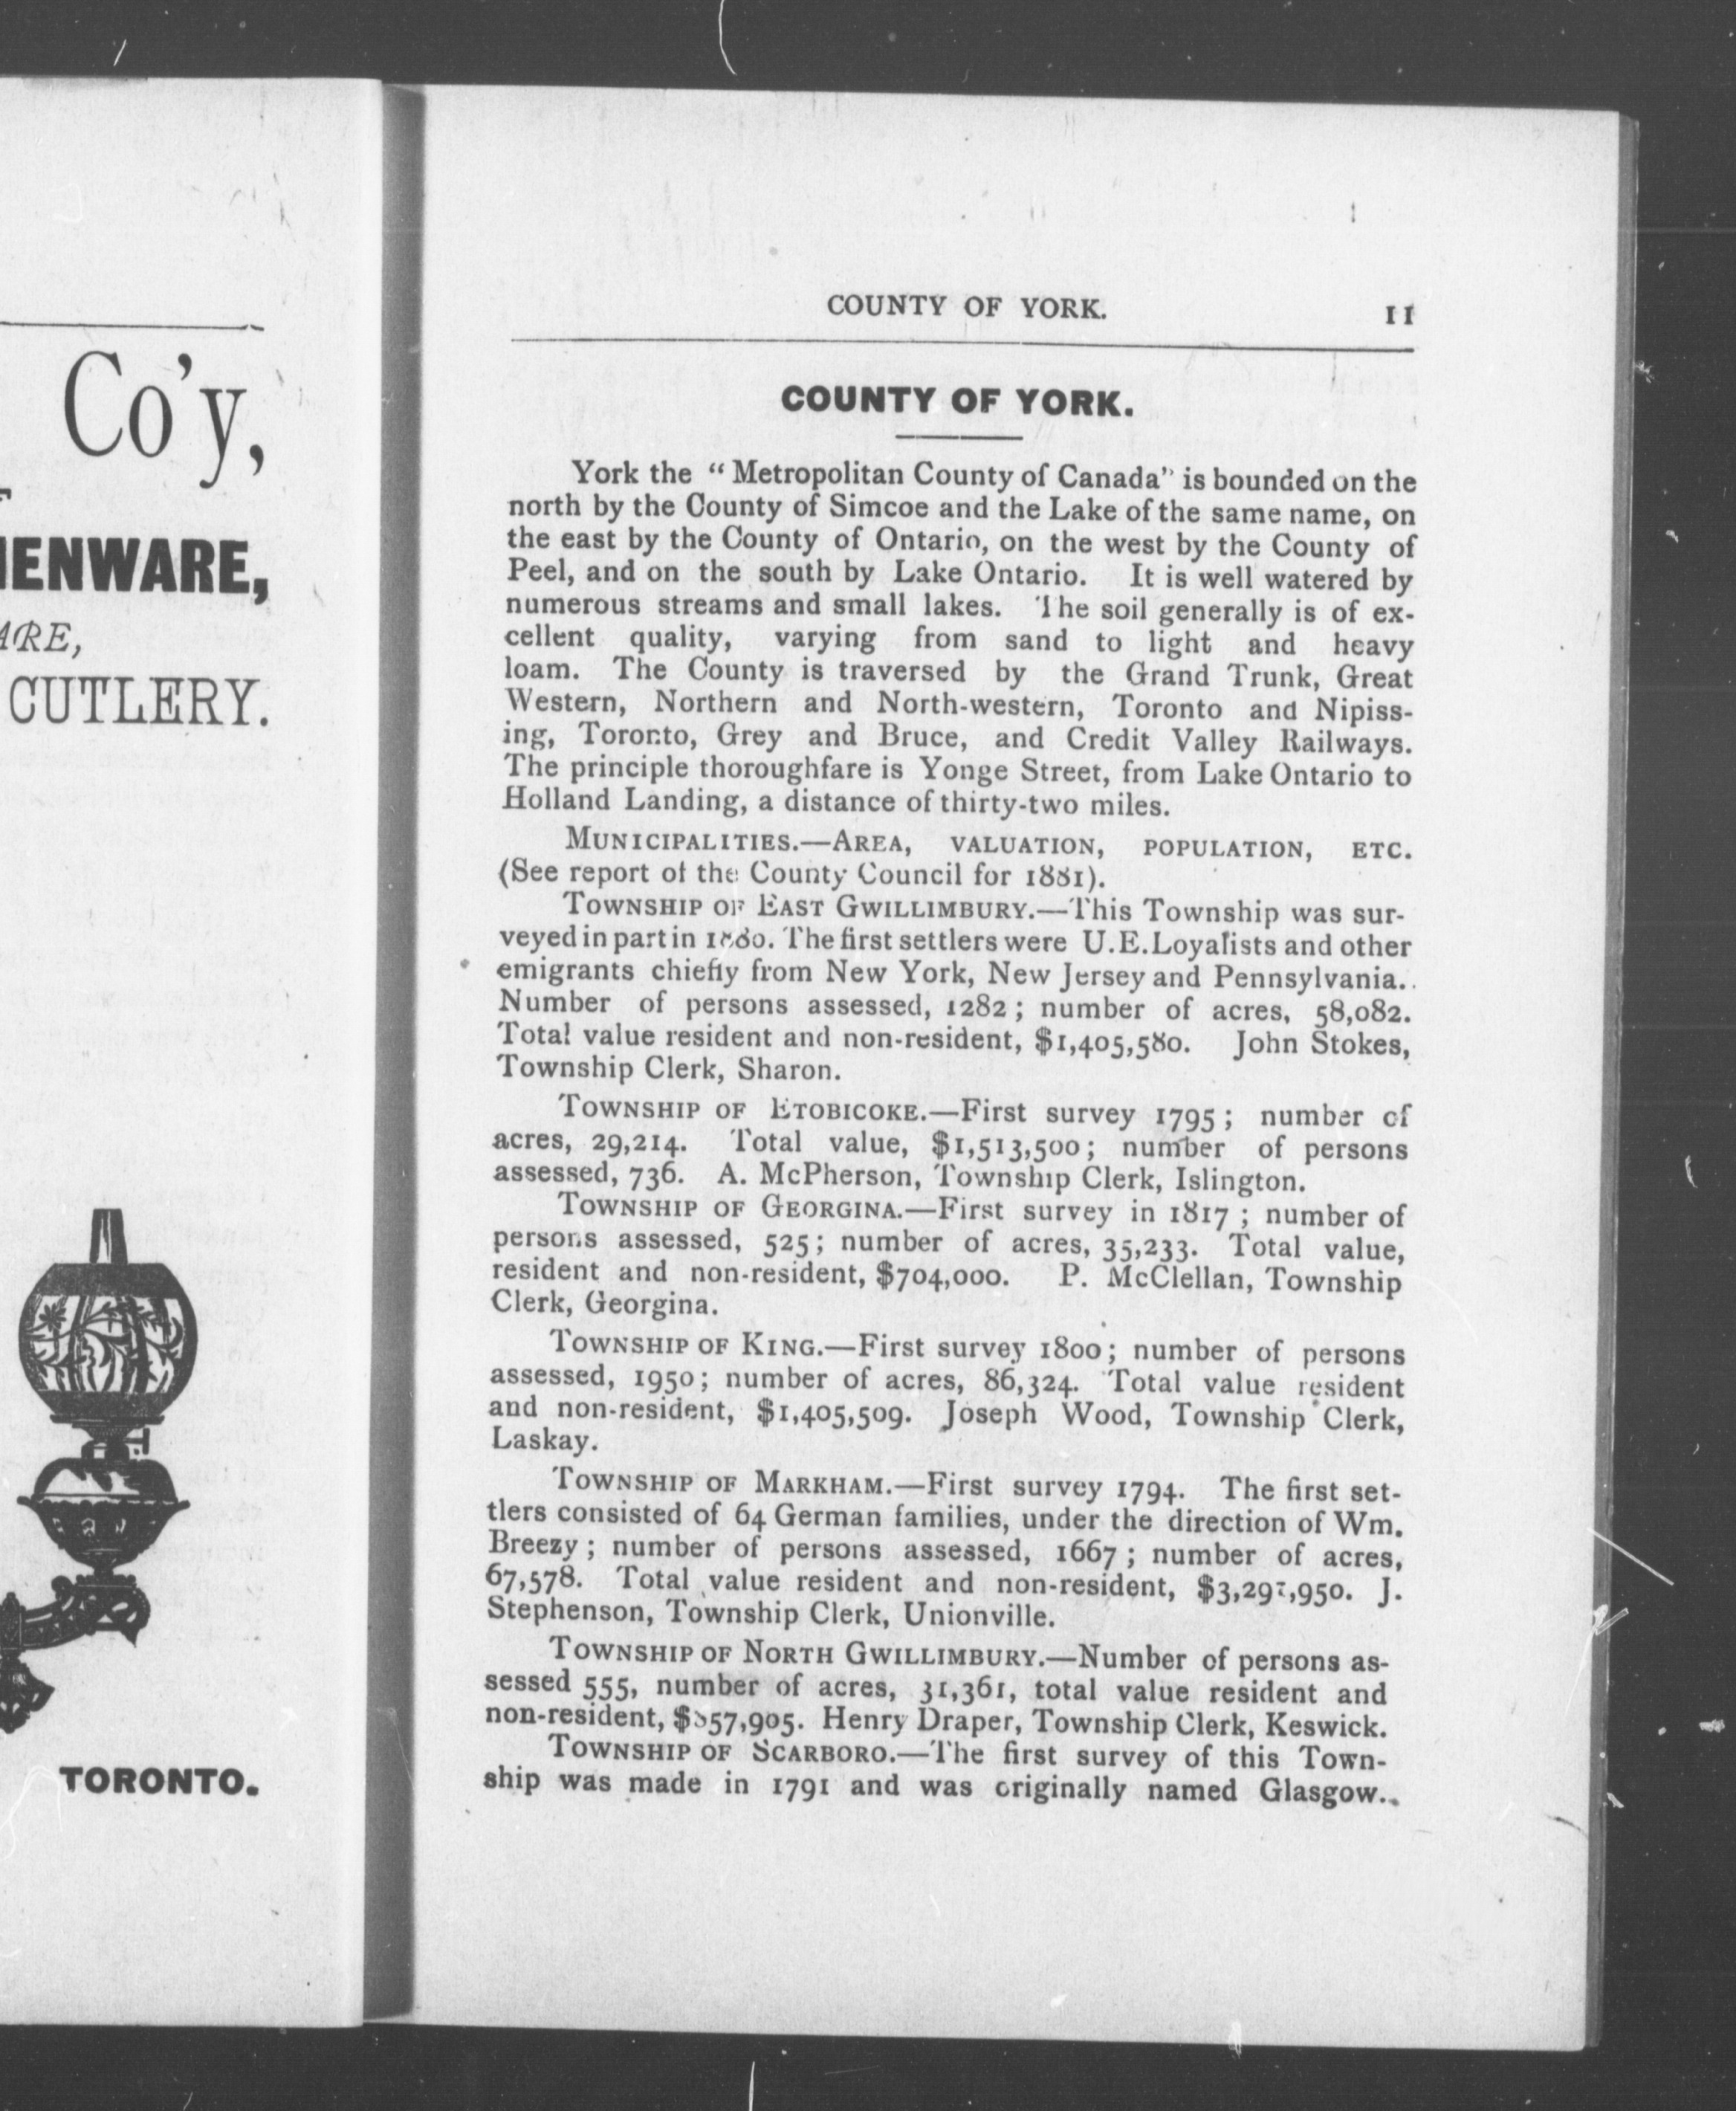 Co'y,
ENWARE,
ARE,
CUTLERY.
TORONTO.
COUNTY OF YORK. 11
COUNTY OF YORK.
York the “ Metropolitan County of Canada” is bounded on the
north by the County of Simcoe and the Lake of the same name, on
the east by the County of Ontario, on the west by the County of
Peel, and on the south by Lake Ontario. It is well watered by
numerous streams and small lakes. The soil generally is of ex-
cellent quality, varying from sand to light and heavy
loam. The County is traversed by the Grand Trunk, Great
Western, Northern and North-western, Toronto and Nipiss-
ing, Toronto, Grey and Bruce, and Credit Valley Railways.
The principle thoroughfare is Yonge Street, from Lake Ontario to
Holland Landing, a distance of thirty-two miles.
MUNICIPALITIES.—AREA, VALUATION, POPULATION, ETC.
(See report of the County Council for 1881).
TOWNSHIP OF EAST GWILLIMBURY.—This Township was sur-
veyed in part in The first settlers were U.E.Loyalists and other
emigrants chiefly from New York, New Jersey and Pennsylvania.
Number of persons assessed, 1282 ; number of acres, 58,082.
Total value resident and non-resident, $1,405,580. John Stokes,
Township Clerk, Sharon.
TOWNSHIP OF ETOBICOKE.—First survey 1795 ; number of
acres, 29,214. Total value, $1,513,500 ; number of persons
assessed, 736. A. McPherson, Township Clerk, Islington.
TOWNSHIP OF GEORGINA.—First survey in 1817 ; number of
persons assessed, 525 ; number of acres, 35,233. Total value,
resident and non-resident, $704,000. P. McClellan, Township
Clerk, Georgina.
TOWNSHIP OF KING.—First survey 1800 ; number of persons
assessed, 1950 ; number of acres, 86,324. Total value resident
and non-resident, $1,405,509. Joseph Wood, Township Clerk,
Laskay.
TOWNSHIP OF MARKHAM.—First survey 1794. The first set-
tlers consisted of 64 German families, under the direction of Wm.
Breezy ; number of persons assessed, 1667 ; number of acres,
67,578. Total value resident and non-resident, J.
Stephenson, Township Clerk, Unionville.
TOWNSHIP OF NORTH GWILLIMBURY.—Number of persons as-
sessed 555, number of acres, 31,361, total value resident and
non-resident, Henry Draper, Township Clerk, Keswick.
TOWNSHIP OF SCARBORO.—The first survey of this Town-
ship was made in 1791 and was originally named Glasgow.